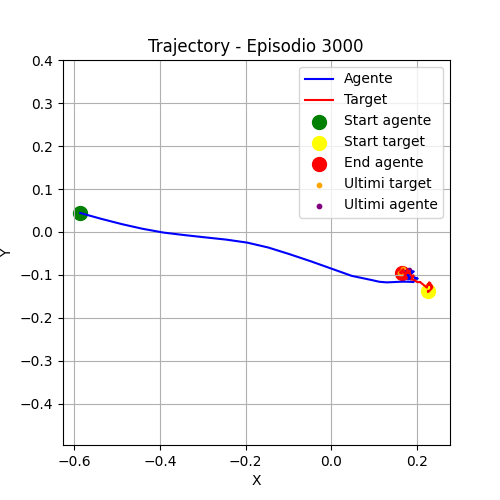 Trajectory - Episodio 3000
Agente
Target
Start agente
Start target
End agente
Ultimi target
Ultimi agente
0.4
0.3
0.2
0.1
0.0
−0.1
−0.2
−0.3
−0.4
Y
−0.6
−0.4
−0.2
0.0
0.2
X